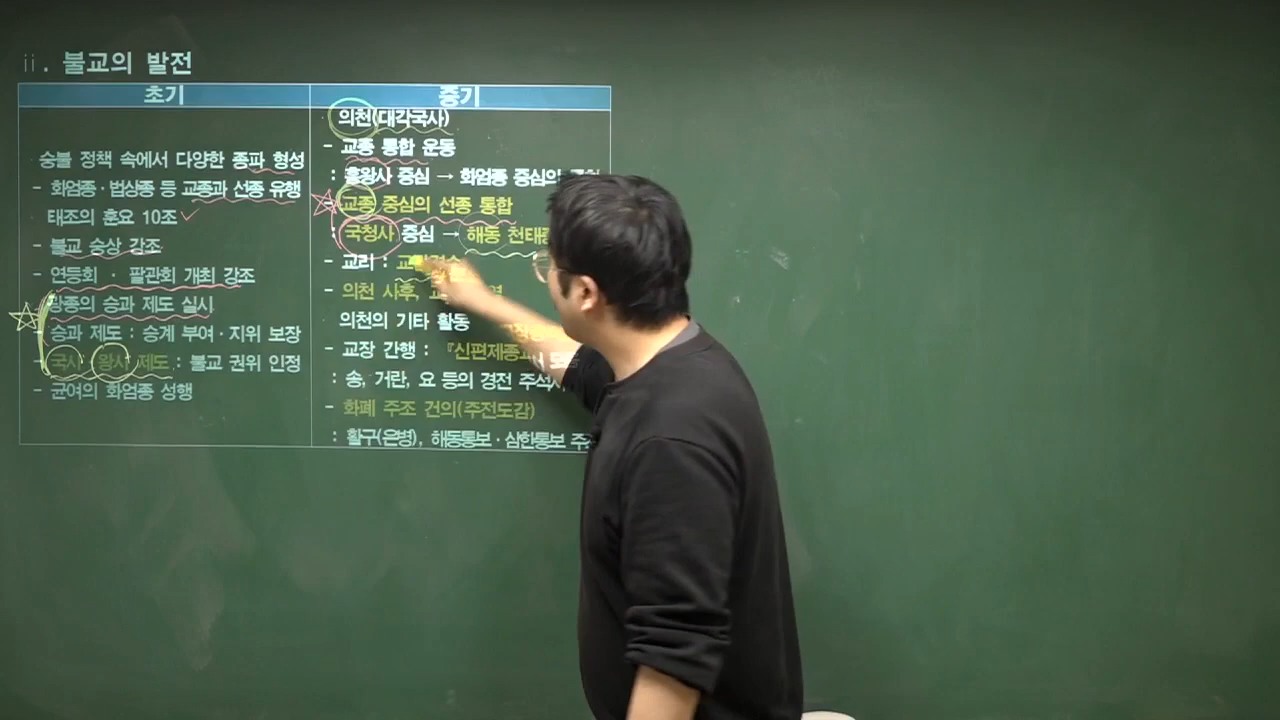 ⅱ. 불교의 발전
초기
숭불 정책 속에서 다양한 종파 형성
- 화엄종·법상종 등 교종과 선종 유행
태조의 훈요 10조
- 불교 숭상 강조
- 연등회 · 팔관회 개최 강조
광종의 승과 제도 실시
- 승과 제도 : 승계 부여·지위 보장
- 국사·왕사 제도 : 불교 권위 인정
- 균여의 화엄종 성행
중기
의천(대각국사)
- 교종 통합 운동
: 흥왕사 중심 → 화엄종 중심의
- 교종 중심의 선종 통합
: 국청사 중심 → 해동 천태
- 교리 :
- 의천 사후,
의천의 기타 활동
- 교장 간행 : 『신편제종
: 송, 거란, 요 등의 경전 주석
- 화폐 주조 건의(주전도감)
: 활구(은병), 해동통보·삼한통보 주